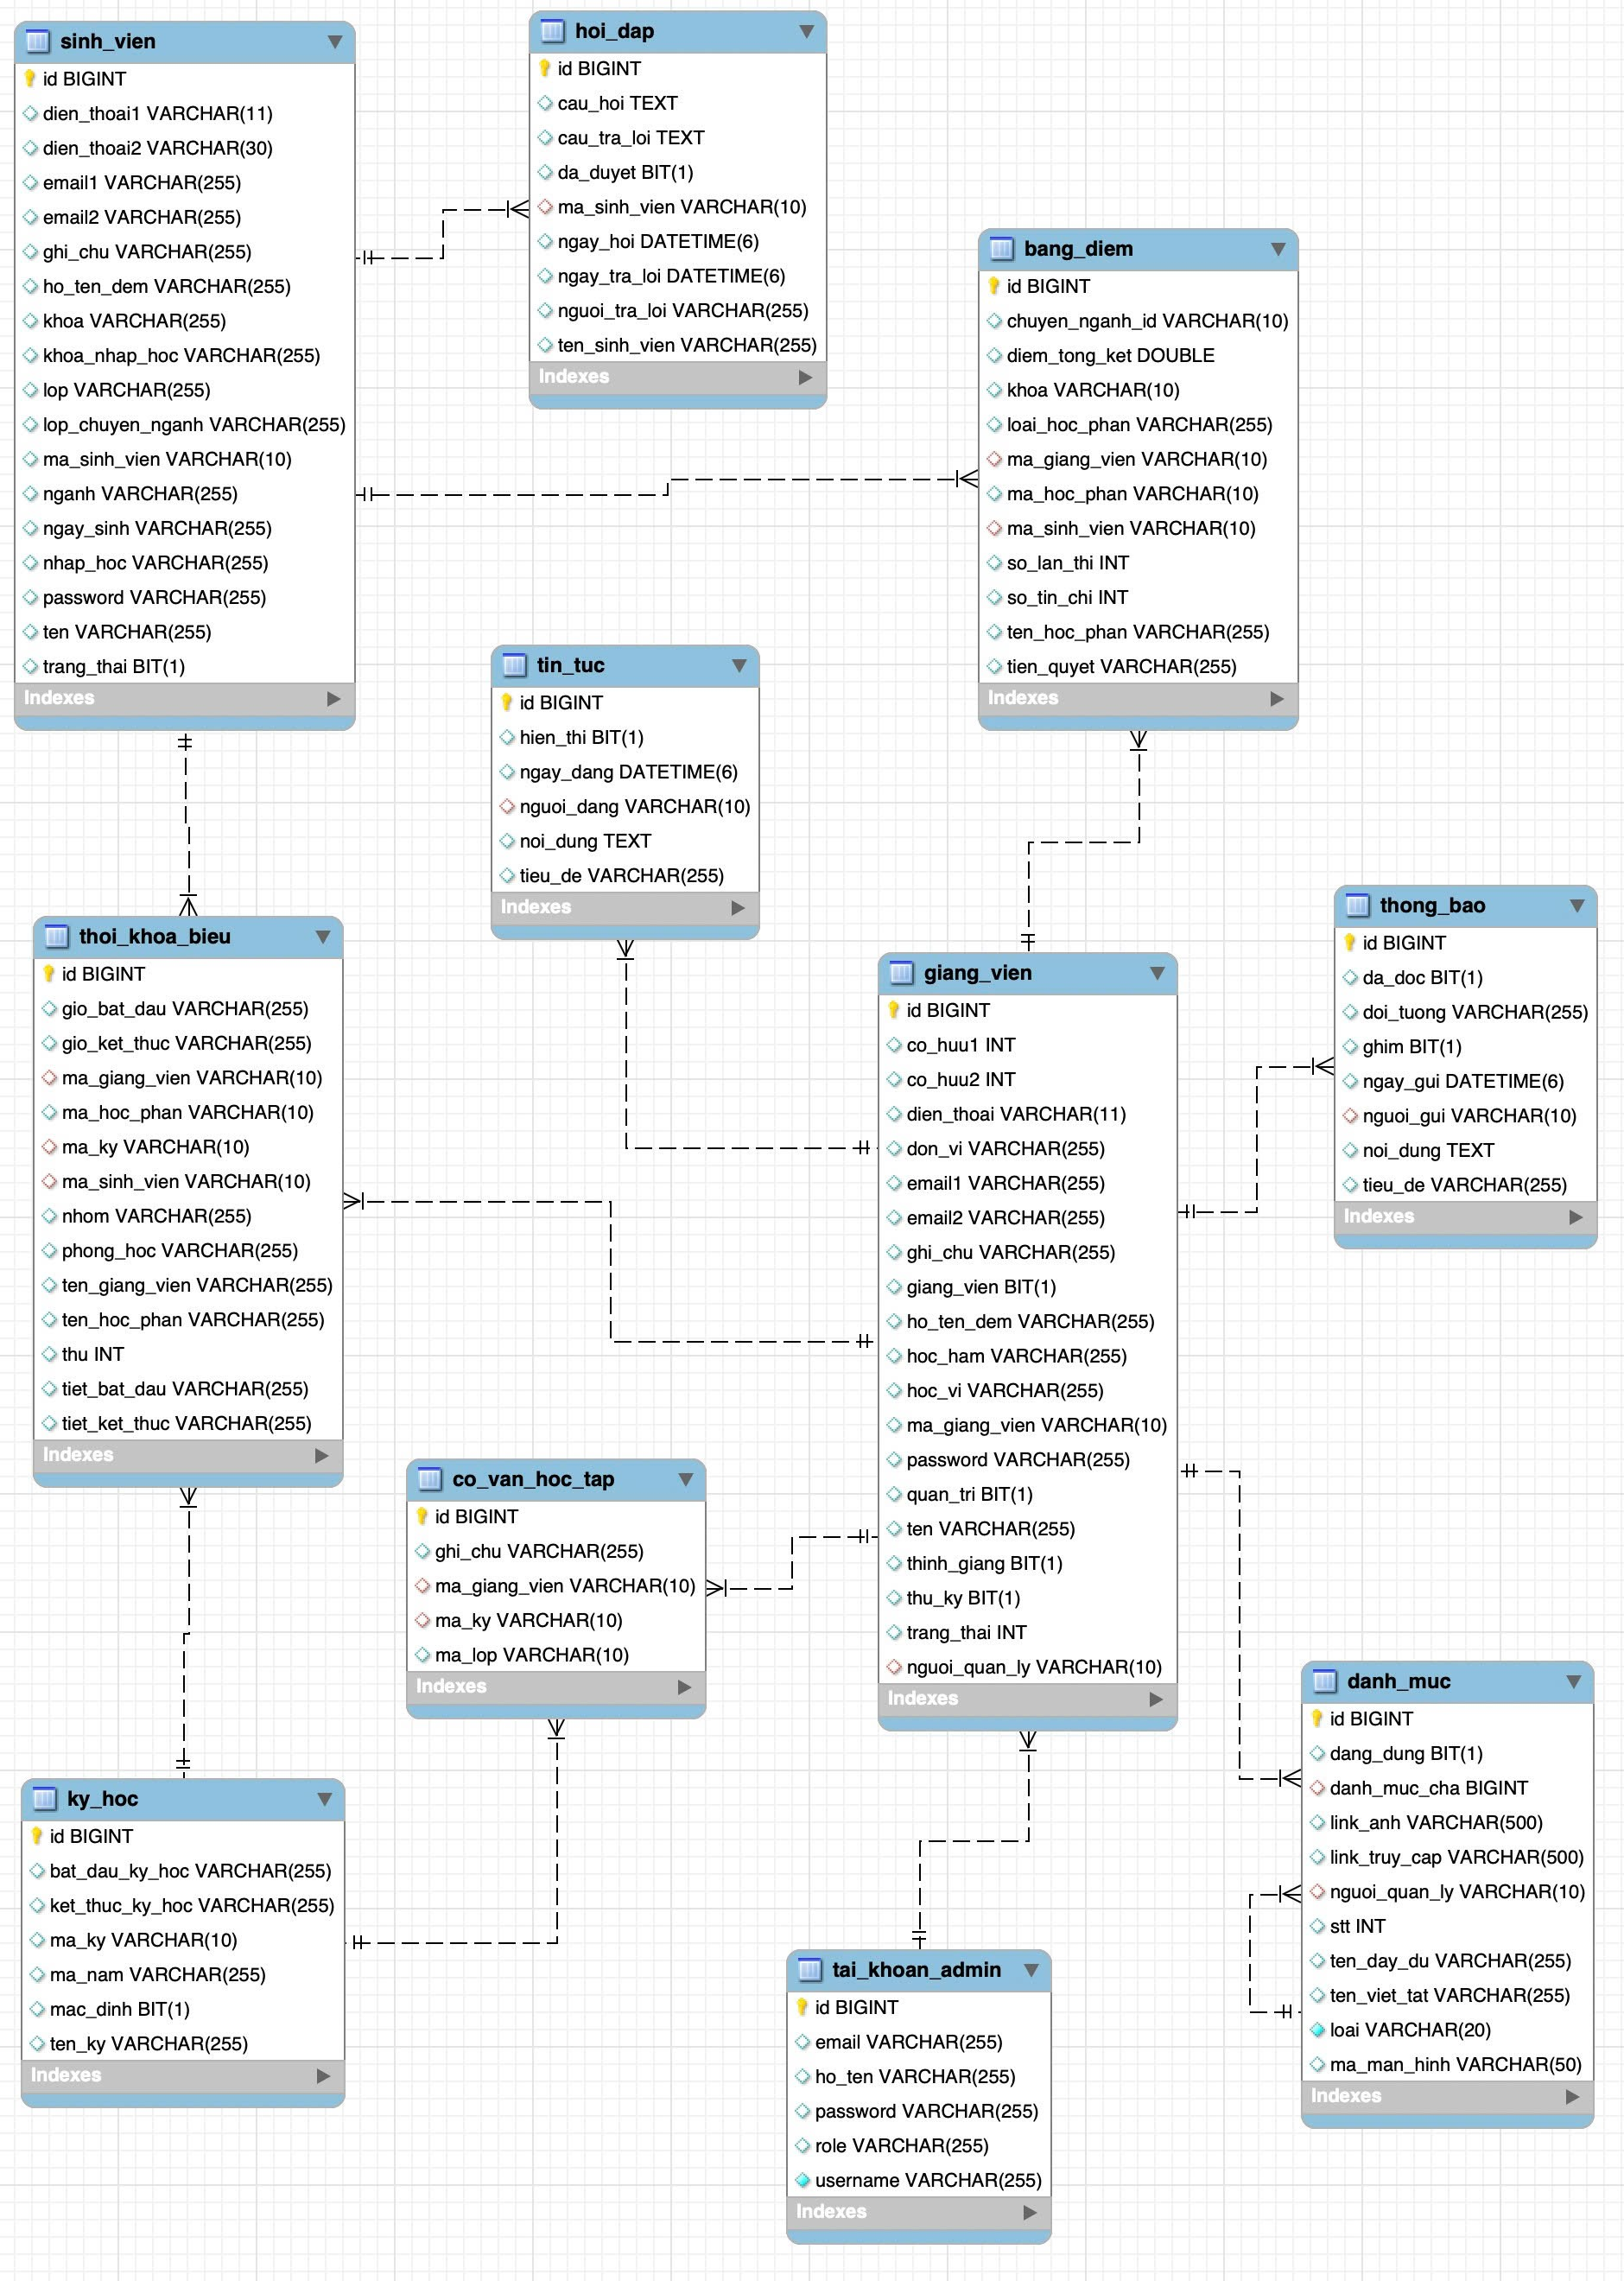 sinh_vien
id BIGINT
dien_thoai1 VARCHAR(11)
dien_thoai2 VARCHAR(30)
email1 VARCHAR(255)
email2 VARCHAR(255)
ghi_chu VARCHAR(255)
ho_ten_dem VARCHAR(255)
khoa VARCHAR(255)
khoa_nhap_hoc VARCHAR(255)
lop VARCHAR(255)
lop_chuyen_nganh VARCHAR(255)
ma_sinh_vien VARCHAR(10)
nganh VARCHAR(255)
ngay_sinh VARCHAR(255)
nhap_hoc VARCHAR(255)
password VARCHAR(255)
ten VARCHAR(255)
trang_thai BIT(1)
Indexes
hoi_dap
id BIGINT
cau_hoi TEXT
cau_tra_loi TEXT
da_duyet BIT(1)
ma_sinh_vien VARCHAR(10)
ngay_hoi DATETIME(6)
ngay_tra_loi DATETIME(6)
nguoi_tra_loi VARCHAR(255)
ten_sinh_vien VARCHAR(255)
Indexes
bang_diem
id BIGINT
chuyen_nganh_id VARCHAR(10)
diem_tong_ket DOUBLE
khoa VARCHAR(10)
loai_hoc_phan VARCHAR(255)
ma_giang_vien VARCHAR(10)
ma_hoc_phan VARCHAR(10)
ma_sinh_vien VARCHAR(10)
so_lan_thi INT
so_tin_chi INT
ten_hoc_phan VARCHAR(255)
tien_quyet VARCHAR(255)
Indexes
tin_tuc
id BIGINT
hien_thi BIT(1)
ngay_dang DATETIME(6)
nguoi_dang VARCHAR(10)
noi_dung TEXT
tieu_de VARCHAR(255)
Indexes
thoi_khoa_bieu
id BIGINT
gio_bat_dau VARCHAR(255)
gio_ket_thuc VARCHAR(255)
ma_giang_vien VARCHAR(10)
ma_hoc_phan VARCHAR(10)
ma_ky VARCHAR(10)
ma_sinh_vien VARCHAR(10)
nhom VARCHAR(255)
phong_hoc VARCHAR(255)
ten_giang_vien VARCHAR(255)
ten_hoc_phan VARCHAR(255)
thu INT
tiet_bat_dau VARCHAR(255)
tiet_ket_thuc VARCHAR(255)
Indexes
giang_vien
id BIGINT
co_huu1 INT
co_huu2 INT
dien_thoai VARCHAR(11)
don_vi VARCHAR(255)
email1 VARCHAR(255)
email2 VARCHAR(255)
ghi_chu VARCHAR(255)
giang_vien BIT(1)
ho_ten_dem VARCHAR(255)
hoc_ham VARCHAR(255)
hoc_vi VARCHAR(255)
ma_giang_vien VARCHAR(10)
password VARCHAR(255)
quan_tri BIT(1)
ten VARCHAR(255)
thinh_giang BIT(1)
thu_ky BIT(1)
trang_thai INT
nguoi_quan_ly VARCHAR(10)
Indexes
thong_bao
id BIGINT
da_doc BIT(1)
doi_tuong VARCHAR(255)
ghim BIT(1)
ngay_gui DATETIME(6)
nguoi_gui VARCHAR(10)
noi_dung TEXT
tieu_de VARCHAR(255)
Indexes
co_van_hoc_tap
id BIGINT
ghi_chu VARCHAR(255)
ma_giang_vien VARCHAR(10)
ma_ky VARCHAR(10)
ma_lop VARCHAR(10)
Indexes
danh_muc
id BIGINT
dang_dung BIT(1)
danh_muc_cha BIGINT
link_anh VARCHAR(500)
link_truy_cap VARCHAR(500)
nguoi_quan_ly VARCHAR(10)
stt INT
ten_day_du VARCHAR(255)
ten_viet_tat VARCHAR(255)
loai VARCHAR(20)
ma_man_hinh VARCHAR(50)
Indexes
ky_hoc
id BIGINT
bat_dau_ky_hoc VARCHAR(255)
ket_thuc_ky_hoc VARCHAR(255)
ma_ky VARCHAR(10)
ma_nam VARCHAR(255)
mac_dinh BIT(1)
ten_ky VARCHAR(255)
Indexes
tai_khoan_admin
id BIGINT
email VARCHAR(255)
ho_ten VARCHAR(255)
password VARCHAR(255)
role VARCHAR(255)
username VARCHAR(255)
Indexes